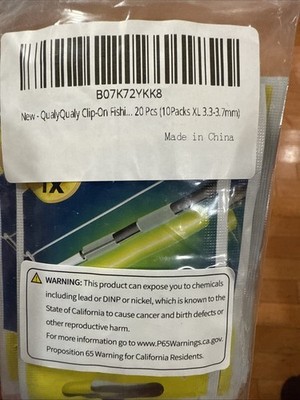 B07K72YKK8
New - QualyQualy Clip-On Fishi... 20 Pcs (10Packs XL 3.3-3.7mm)
Made in China
1X
WARNING: This product can expose you to chemicals
including lead or DINP or nickel, which is known to the
State of California to cause cancer and birth defects or
other reproductive harm.
For more information go to www.P65Warnings.ca.gov.
Proposition 65 Warning for California Residents.